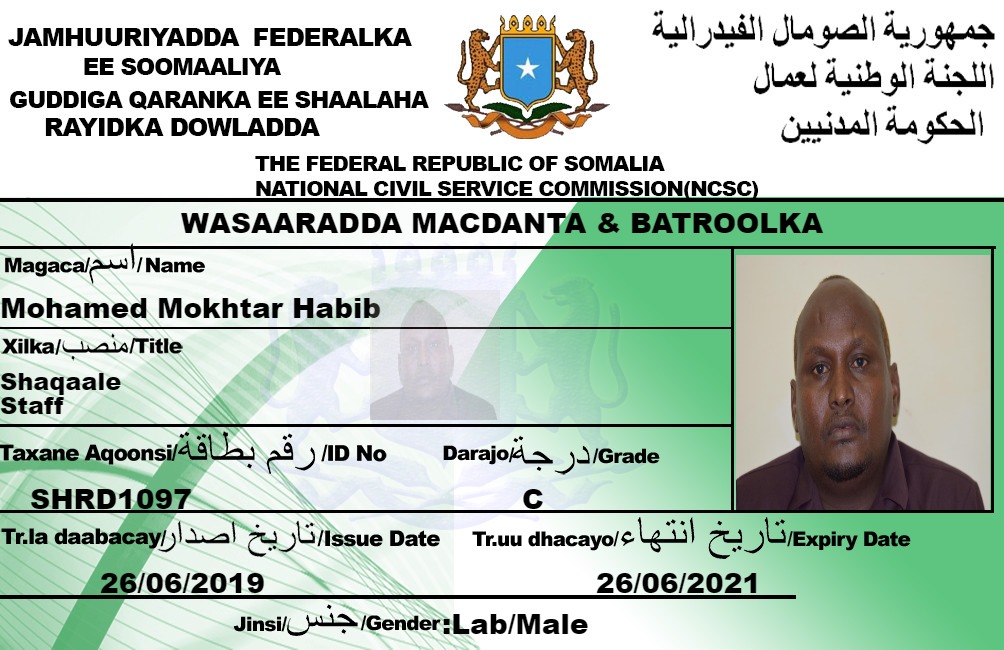 JAMHUURIYADDA FEDERALKA
EE SOOMAALIYA
GUDDIGA QARANKA EE SHAALAHA
RAYIDKA DOWLADDA
جمهورية الصومال الفيدرالية
اللجنة الوطنية لعمال
الحكومة المدنيين
THE FEDERAL REPUBLIC OF SOMALIA
NATIONAL CIVIL SERVICE COMMISSION(NCSC)
WASAARADDA MACDANTA & BATROOLKA
Magaca/اسم/Name
Mohamed Mokhtar Habib
Xilka/منصب/Title
Shaqaale
Staff
Taxane Aqoonsi/رقم بطاقة/ID No
SHRD1097
Darajo/درجة/Grade
C
Tr.la daabacay/تاريخ اصدار/Issue Date
26/06/2019
Tr.uu dhacayo/تاريخ انتهاء/Expiry Date
26/06/2021
Jinsi/جنس/Gender:Lab/Male